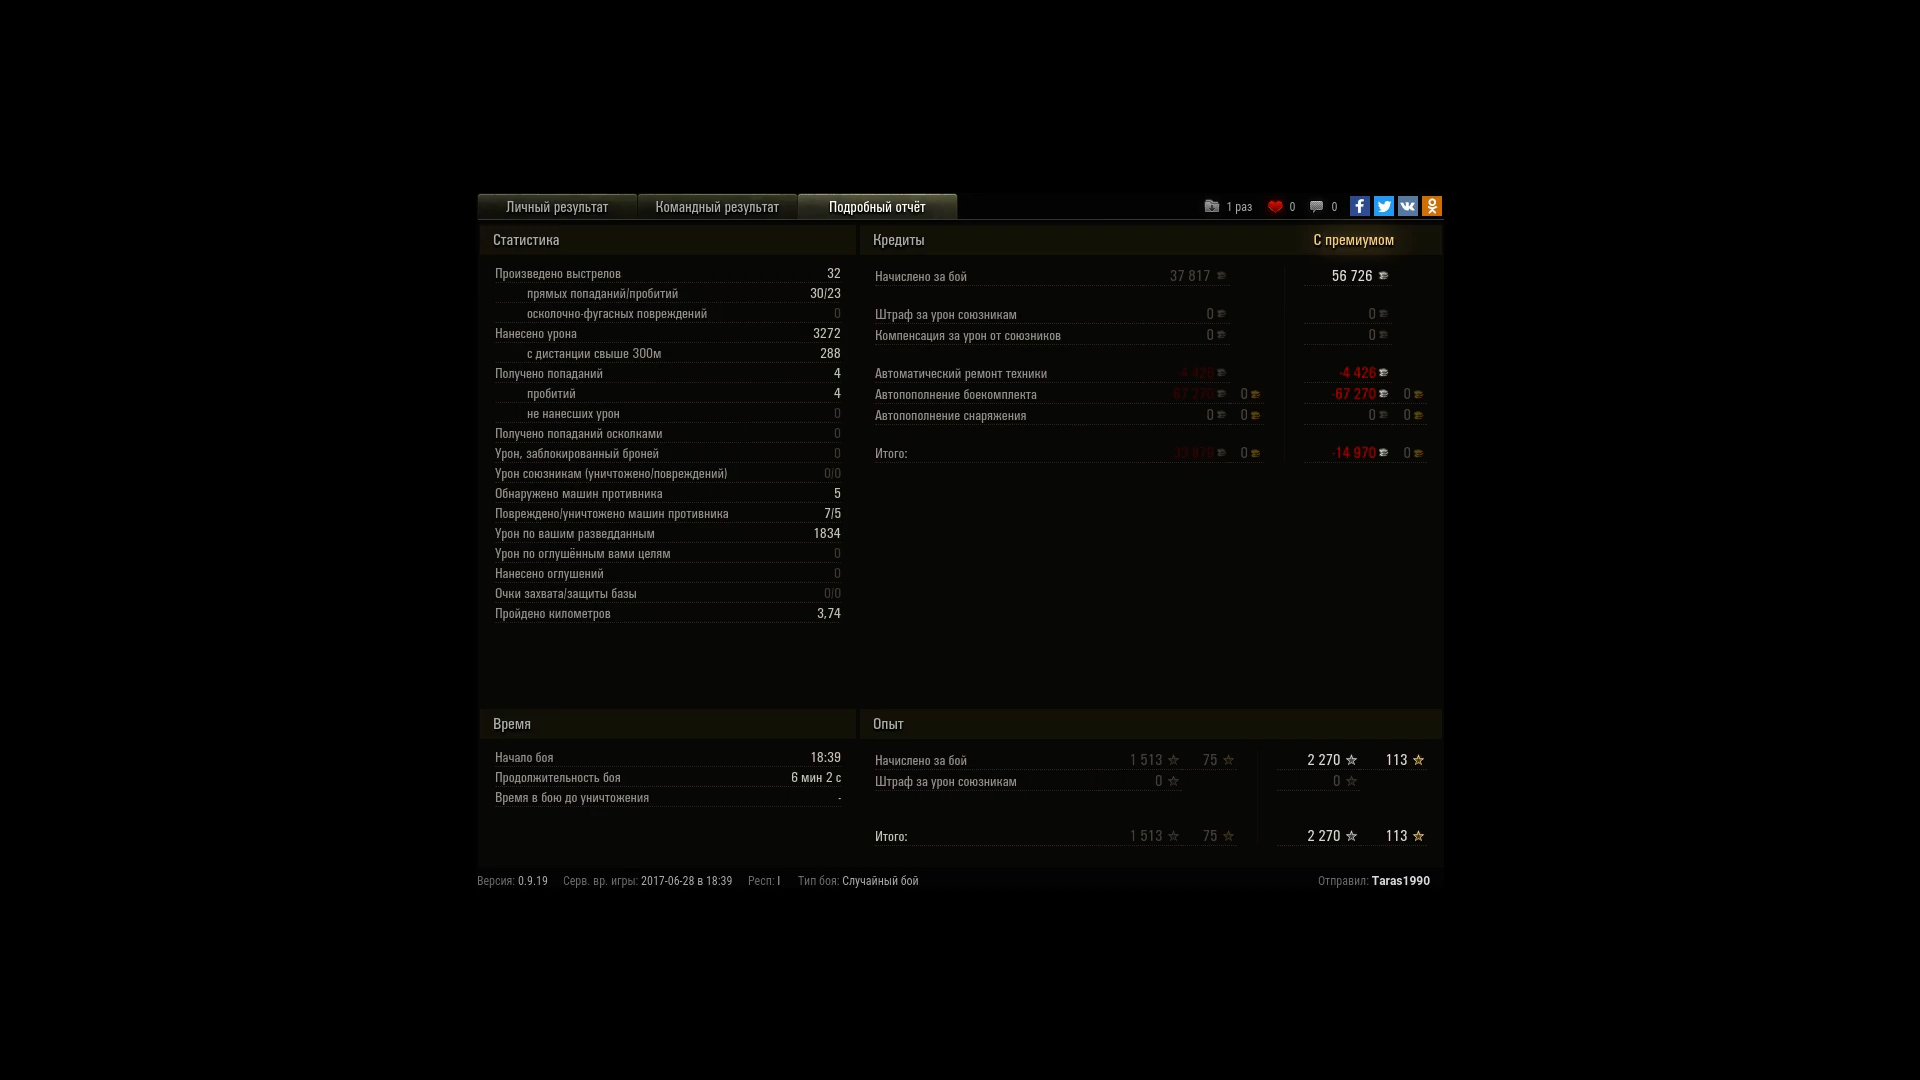 Личный результат Командный результат Подробный отчёт 1 раз 0 0
Статистика
Произведено выстрелов 32
прямых попаданий/пробитий 30/23
осколочно-фугасных повреждений 0
Нанесено урона 3272
с дистанции свыше 300м 288
Получено попаданий 4
пробитий 4
не нанесших урон 0
Получено попаданий осколками 0
Урон, заблокированный броней 0
Урон союзникам (уничтожено/повреждений) 0/0
Обнаружено машин противника 5
Повреждено/уничтожено машин противника 7/5
Урон по вашим разведданным 1834
Урон по оглушённым вами целям 0
Нанесено оглушений 0
Очки захвата/защиты базы 0/0
Пройдено километров 3,74
Кредиты С премиумом
Начислено за бой 37 817 56 726
Штраф за урон союзникам 0 0
Компенсация за урон от союзников 0 0
Автоматический ремонт техники -4 426 -4 426
Автопополнение боекомплекта -67 270 0 -67 270 0
Автопополнение снаряжения 0 0 0 0
Итого: 0 -14 970 0
Время
Начало боя 18:39
Продолжительность боя 6 мин 2 с
Время в бою до уничтожения -
Опыт
Начислено за бой 1 513 75 2 270 113
Штраф за урон союзникам 0 0
Итого: 1 513 75 2 270 113
Версия: 0.9.19 Серв. вр. игры: 2017-06-28 в 18:39 Респ: I Тип боя: Случайный бой Отправил: Taras1990